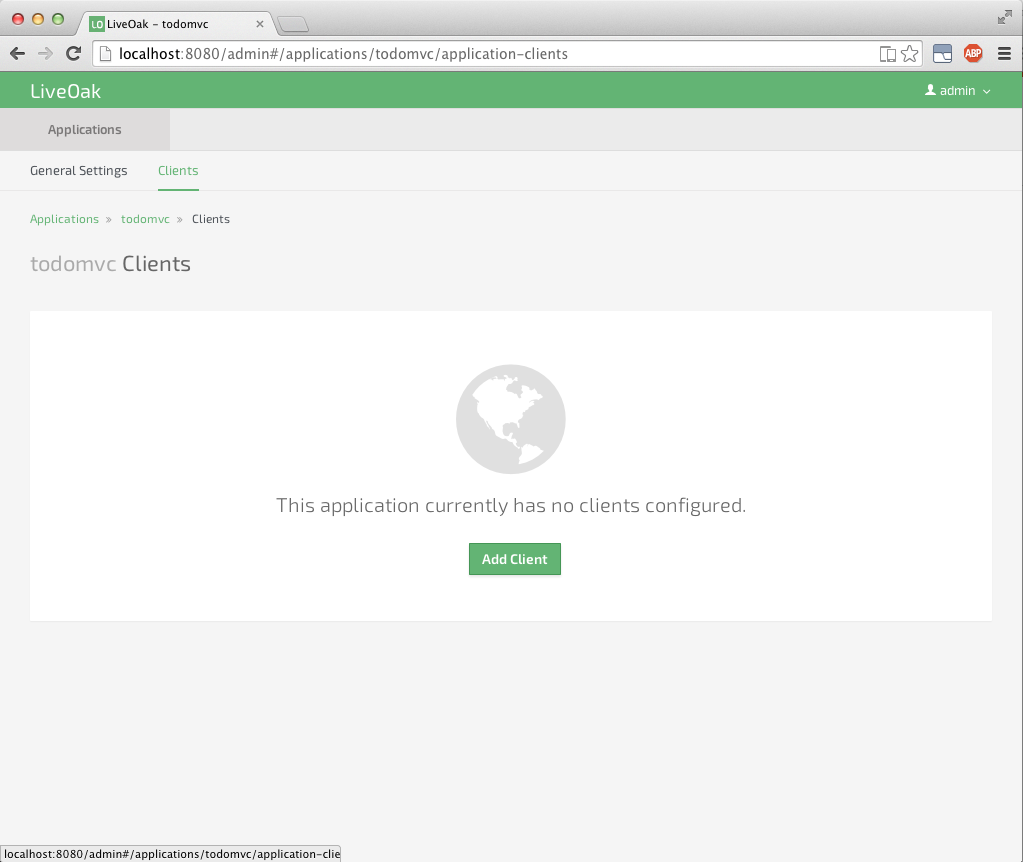 LO LiveOak – todomvc
localhost:8080/admin#/applications/todomvc/application-clients
ABP
LiveOak
admin
Applications
General Settings
Clients
Applications » todomvc » Clients
todomvc Clients
This application currently has no clients configured.
Add Client
localhost:8080/admin#/applications/todomvc/application-clie